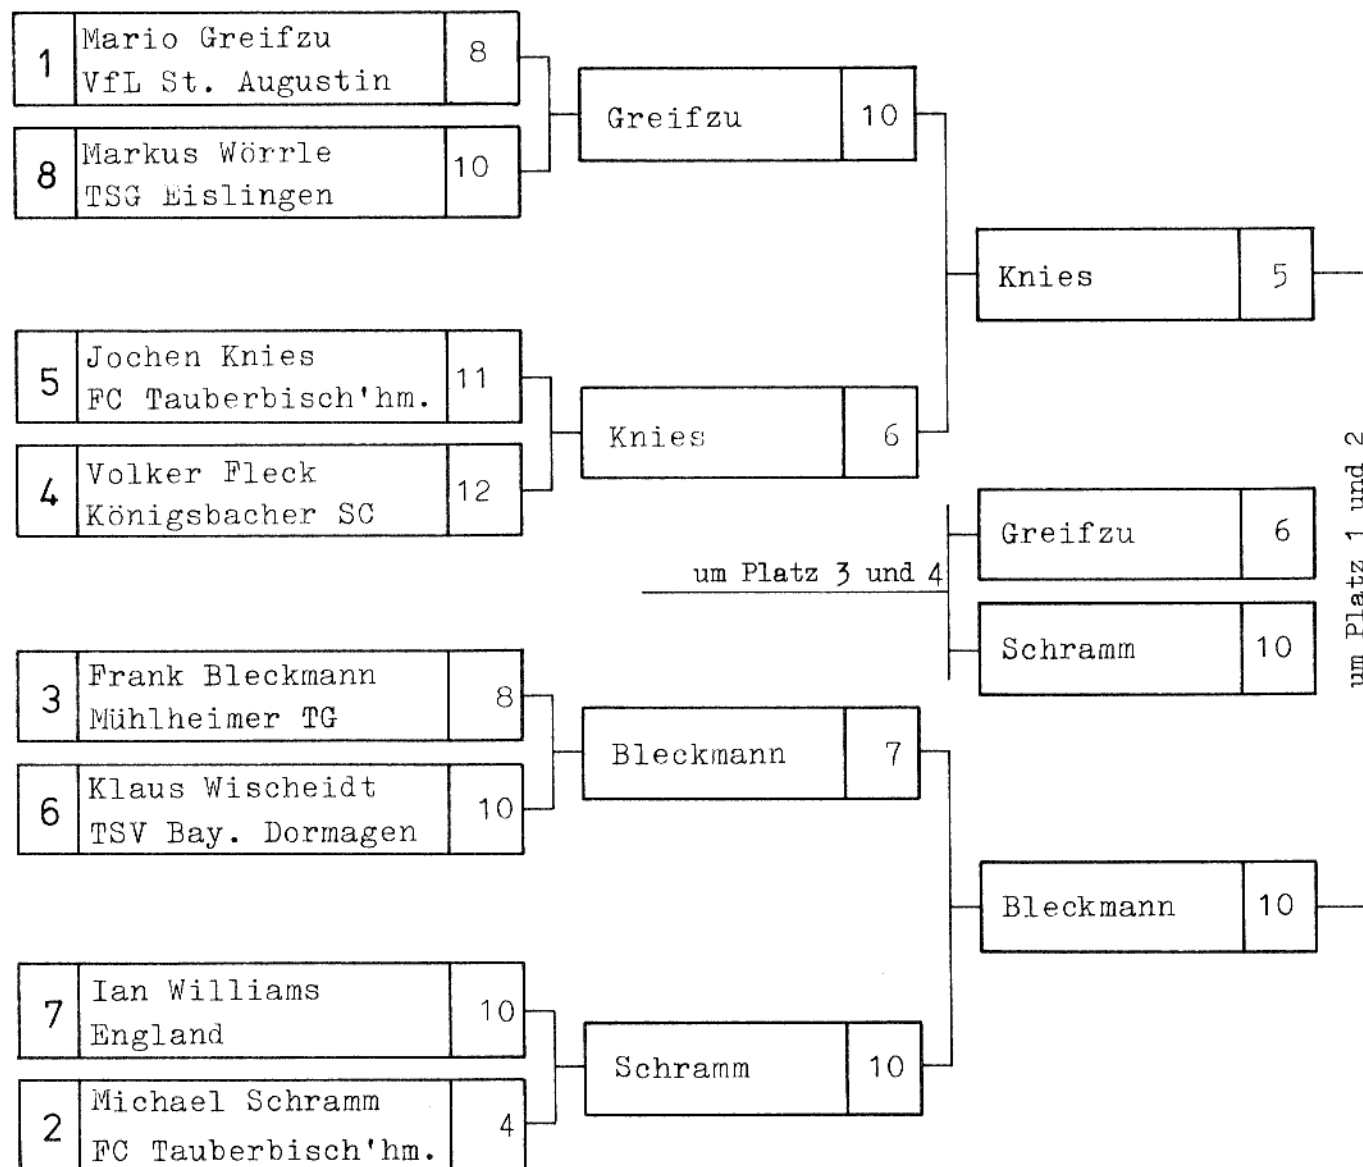 1
Mario Greifzu
VfL St. Augustin
8
8
Markus Wörrle
TSG Eislingen
10
Greifzu
10
5
Jochen Knies
FC Tauberbisch'hm.
11
4
Volker Fleck
Königsbacher SC
12
Knies
6
Knies
5
um Platz 3 und 4
Greifzu
6
Schramm
10
um Platz 1 und 2
3
Frank Bleckmann
Mühlheimer TG
8
6
Klaus Wischeidt
TSV Bay. Dormagen
10
Bleckmann
7
7
Ian Williams
England
10
2
Michael Schramm
FC Tauberbisch'hm.
4
Schramm
10
Bleckmann
10